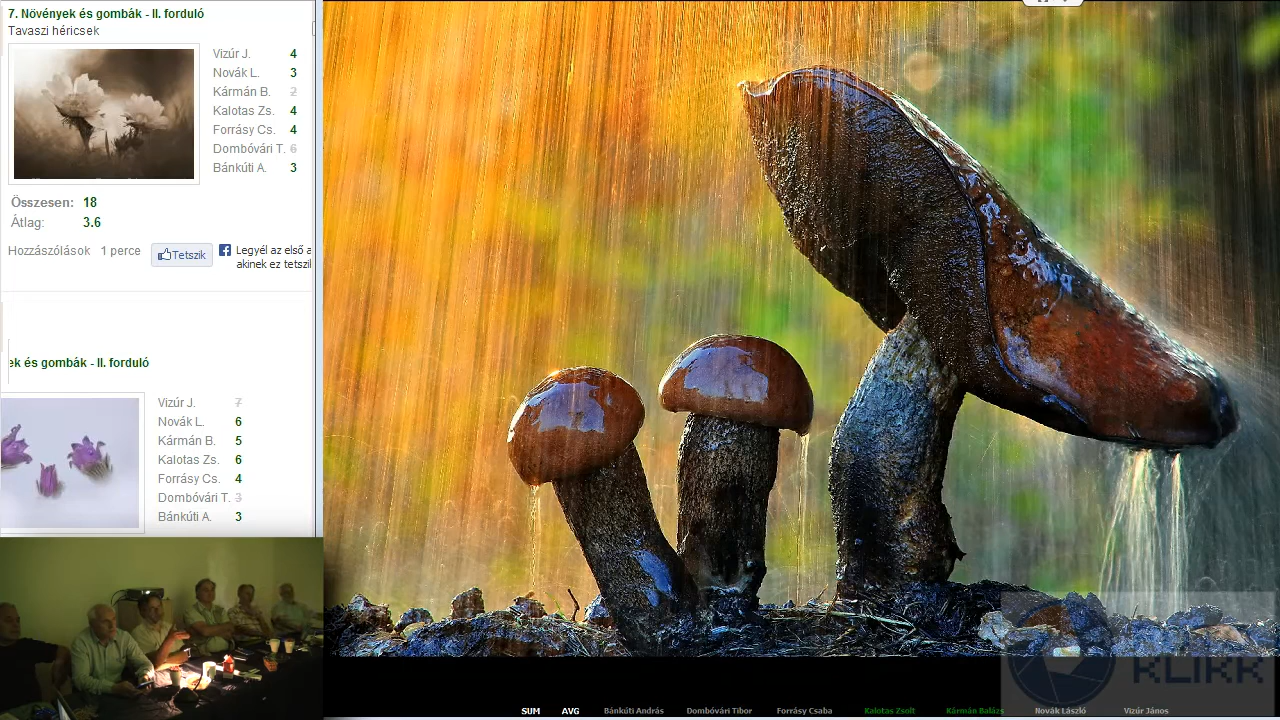 7. Növények és gombák - II. forduló
Tavaszi héricsek
Vizúr J. 4
Novák L. 3
Kármán B. 2
Kalotas Zs. 4
Forrásy Cs. 4
Dombóvári T. 6
Bánkúti A. 3
Összesen: 18
Átlag: 3.6
Hozzászólások 1 perce Tetszik Legyél az első a
akinek ez tetszil
ek és gombák - II. forduló
Vizúr J. 7
Novák L. 6
Kármán B. 5
Kalotas Zs. 6
Forrásy Cs. 4
Dombóvári T. 3
Bánkúti A. 3
KLIKK
SUM AVG Bánkúti András Dombóvári Tibor Forrásy Csaba Kalotas Zsolt Kármán Balázs Novák László Vizúr János